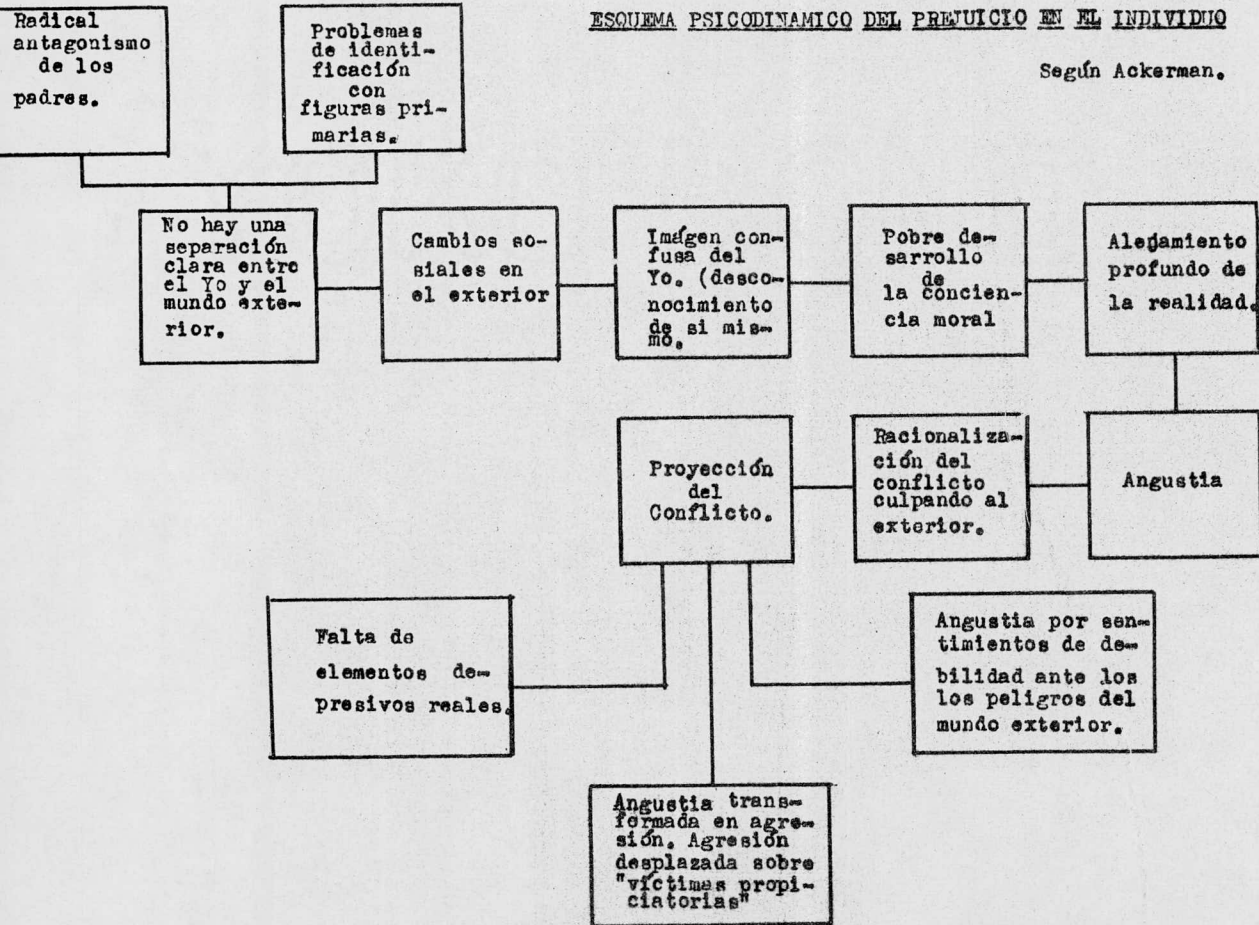 ESQUEMA PSICODINAMICO DEL PREJUICIO EN EL INDIVIDUO
Según Ackerman.
Radical
antagonismo
de los
padres.
Problemas
de identi-
ficación
con
figuras pri-
marias.
No hay una
separación
clara entre
el Yo y el
mundo exte-
rior.
Cambios so-
siales en
el exterior
Imágen con-
fusa del
Yo. (desco-
nocimiento
de si mis-
mo.
Pobre de-
sarrollo
de
la concien-
cia moral
Alegamiento
profundo de
la realidad.
Angustia
Racionaliza-
ción del
conflicto
culpando al
exterior.
Proyección
del
Conflicto.
Falta de
elementos de-
presivos reales.
Angustia por sen-
timientos de de-
bilidad ante los
los peligros del
mundo exterior.
Angustia trans-
formada en agre-
sión. Agresión
desplazada sobre
"víctimas propi-
ciatorias"